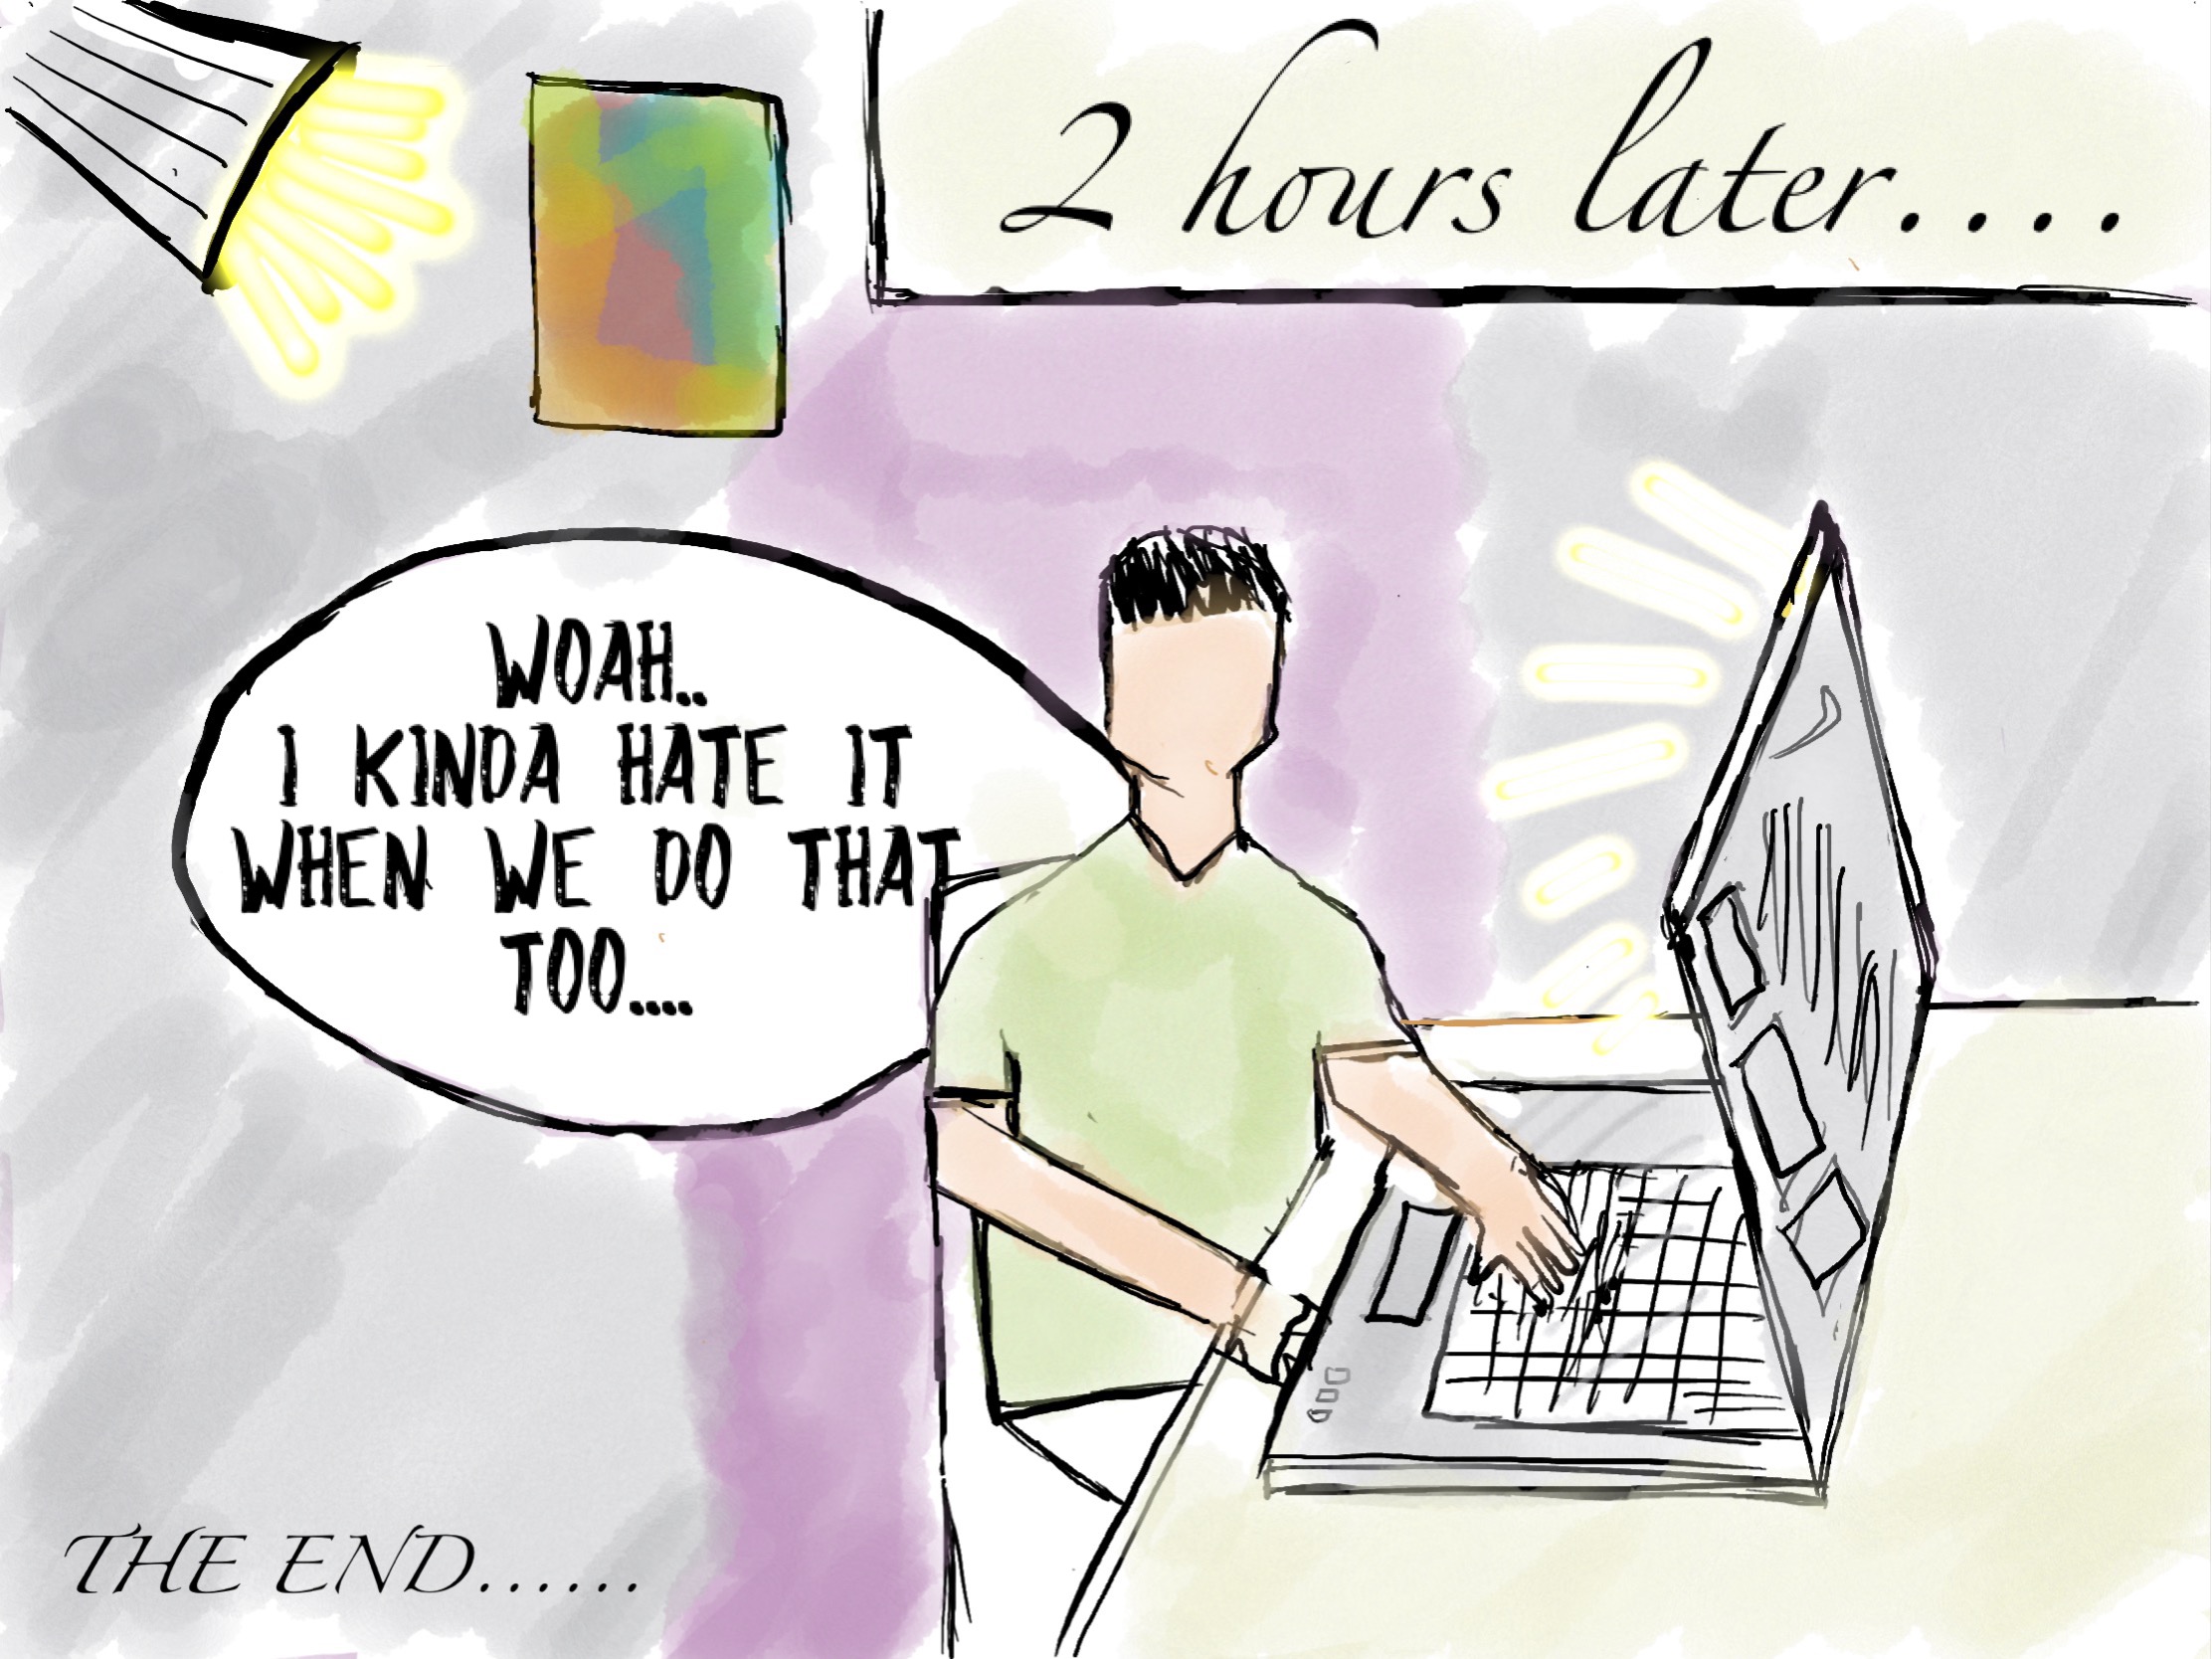 2 hours later....
WOAH..
I KINDA HATE IT
WHEN WE DO THAT
TOO....
THE END......